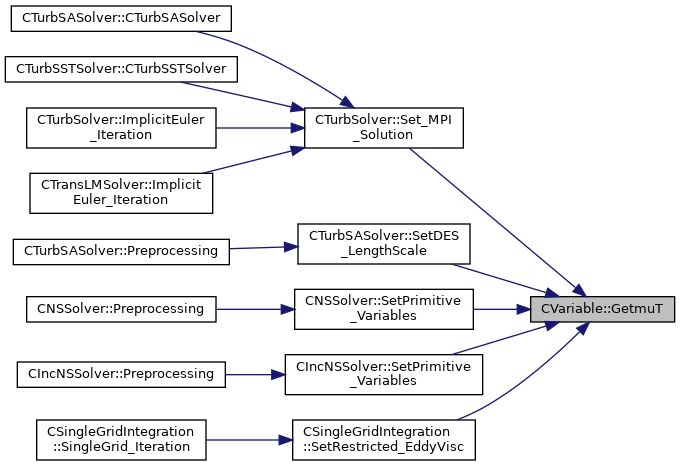 CTurbSASolver::CTurbSASolver
CTurbSSTSolver::CTurbSSTSolver
CTurbSolver::ImplicitEuler
_Iteration
CTransLMSolver::Implicit
Euler_Iteration
CTurbSolver::Set_MPI
_Solution
CTurbSASolver::Preprocessing
CTurbSASolver::SetDES
_LengthScale
CNSSolver::Preprocessing
CNSSolver::SetPrimitive
_Variables
CVariable::GetmuT
CIncNSSolver::Preprocessing
CIncNSSolver::SetPrimitive
_Variables
CSingleGridIntegration
::SingleGrid_Iteration
CSingleGridIntegration
::SetRestricted_EddyVisc